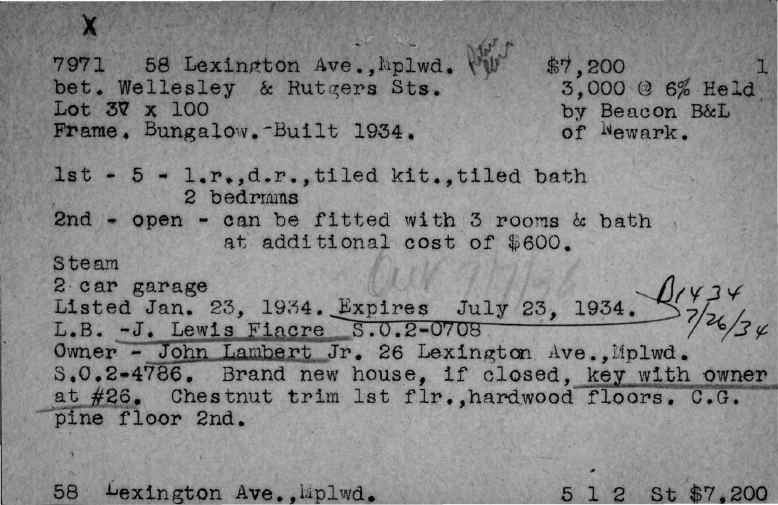 X
7971 58 Lexington Ave.,Mplwd. $7,200 1
bet. Wellesley & Rutgers Sts. 3,000 @ 6% Held
Lot 37 x 100 by Beacon B&L
Frame. Bungalow.-Built 1934. of Newark.
1st - 5 - l.r.,d.r.,tiled kit.,tiled bath
2 bedrmms
2nd - open - can be fitted with 3 rooms & bath
at additional cost of $600.
Steam
2 car garage
Listed Jan. 23, 1934. Expires July 23, 1934. D1434
7/26/34
L.B. -J. Lewis Fiacre S.O.2-0708
Owner - John Lambert Jr. 26 Lexington Ave.,Mplwd.
S.O.2-4786. Brand new house, if closed, key with owner
at #26. Chestnut trim 1st flr.,hardwood floors. C.G.
pine floor 2nd.
58 Lexington Ave.,Mplwd. 5 1 2 St $7,200